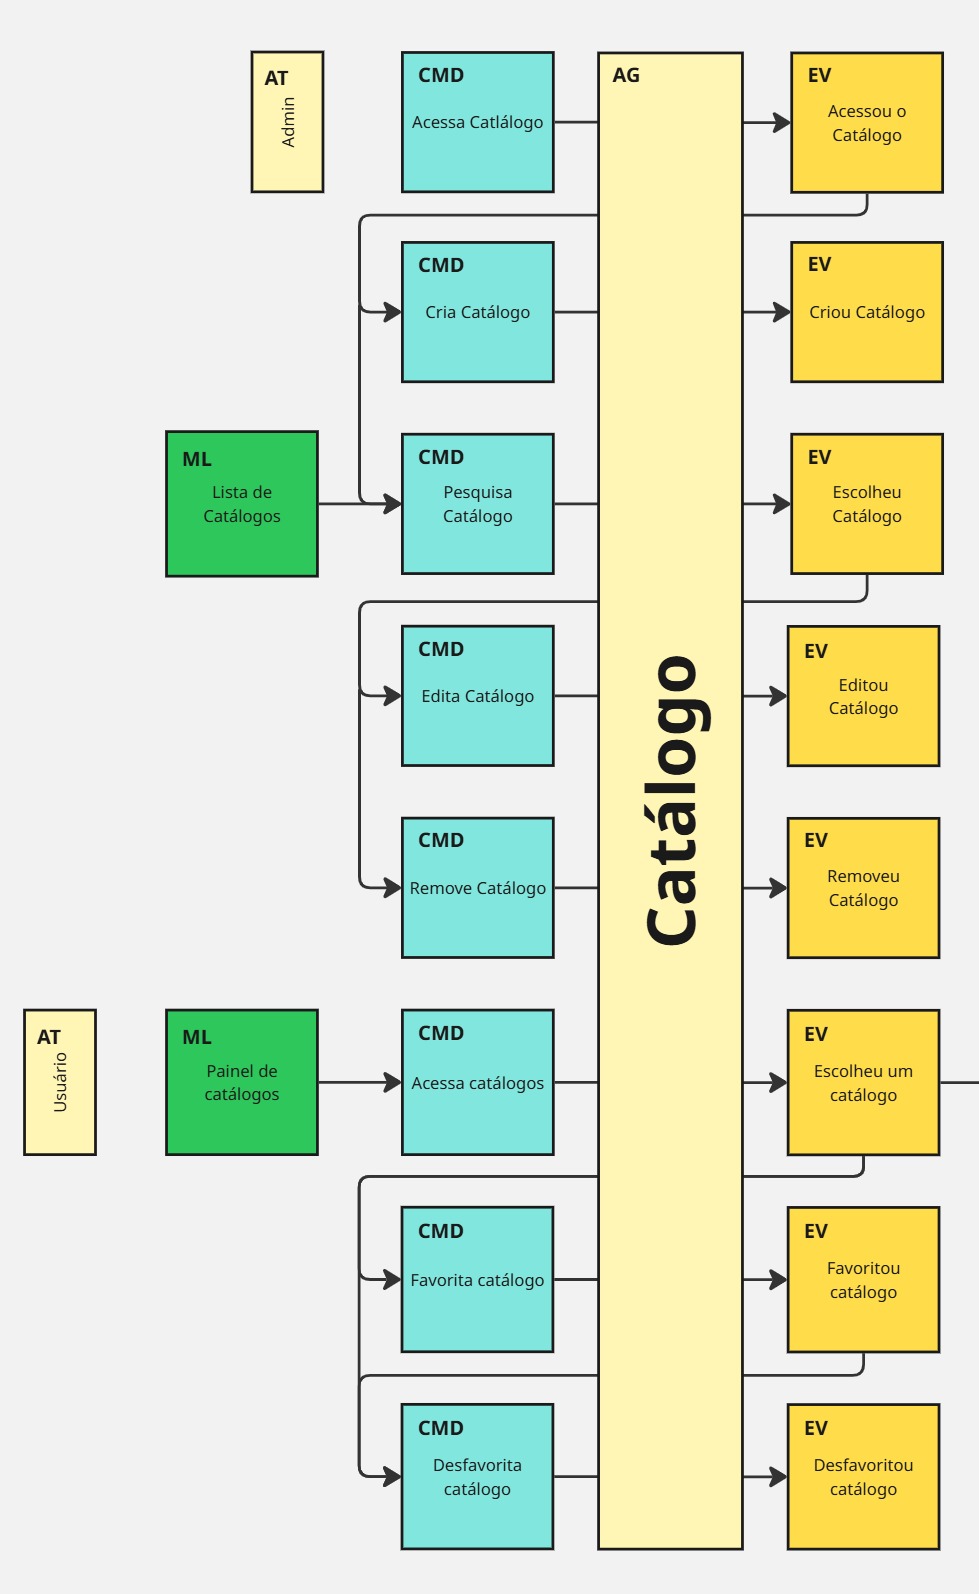 AT
Admin
CMD
Acessa Catlálogo
AG
EV
Acessou o
Catálogo
CMD
Cria Catálogo
EV
Criou Catálogo
ML
Lista de
Catálogos
CMD
Pesquisa
Catálogo
EV
Escolheu
Catálogo
CMD
Edita Catálogo
Catálogo
EV
Editou
Catálogo
CMD
Remove Catálogo
EV
Removeu
Catálogo
AT
Usuário
ML
Painel de
catálogos
CMD
Acessa catálogos
EV
Escolheu um
catálogo
CMD
Favorita catálogo
EV
Favoritou
catálogo
CMD
Desfavorita
catálogo
EV
Desfavoritou
catálogo